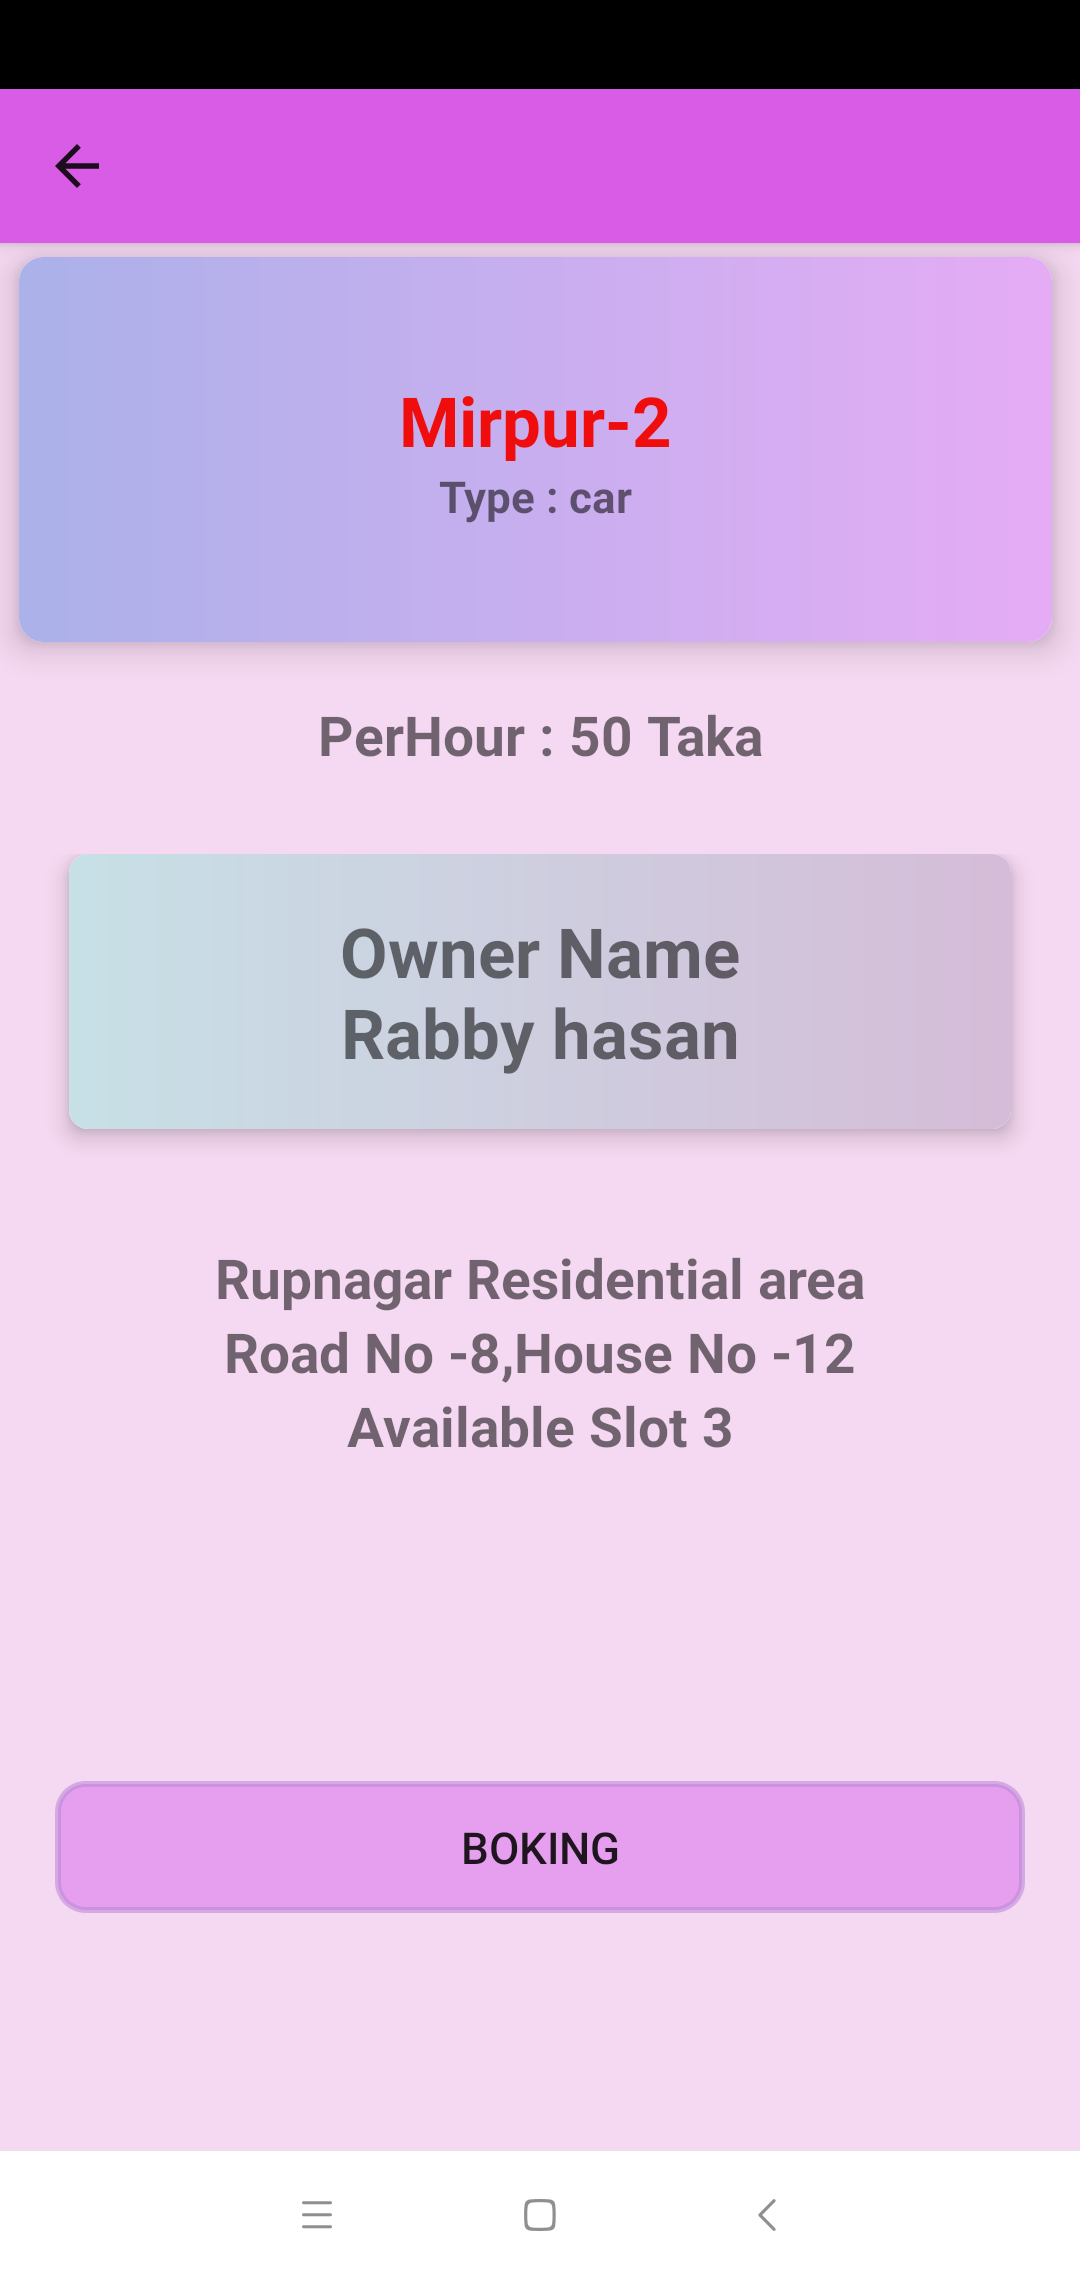 Mirpur-2
Type : car
PerHour : 50 Taka
Owner Name
Rabby hasan
Rupnagar Residential area
Road No -8,House No -12
Available Slot 3
BOKING